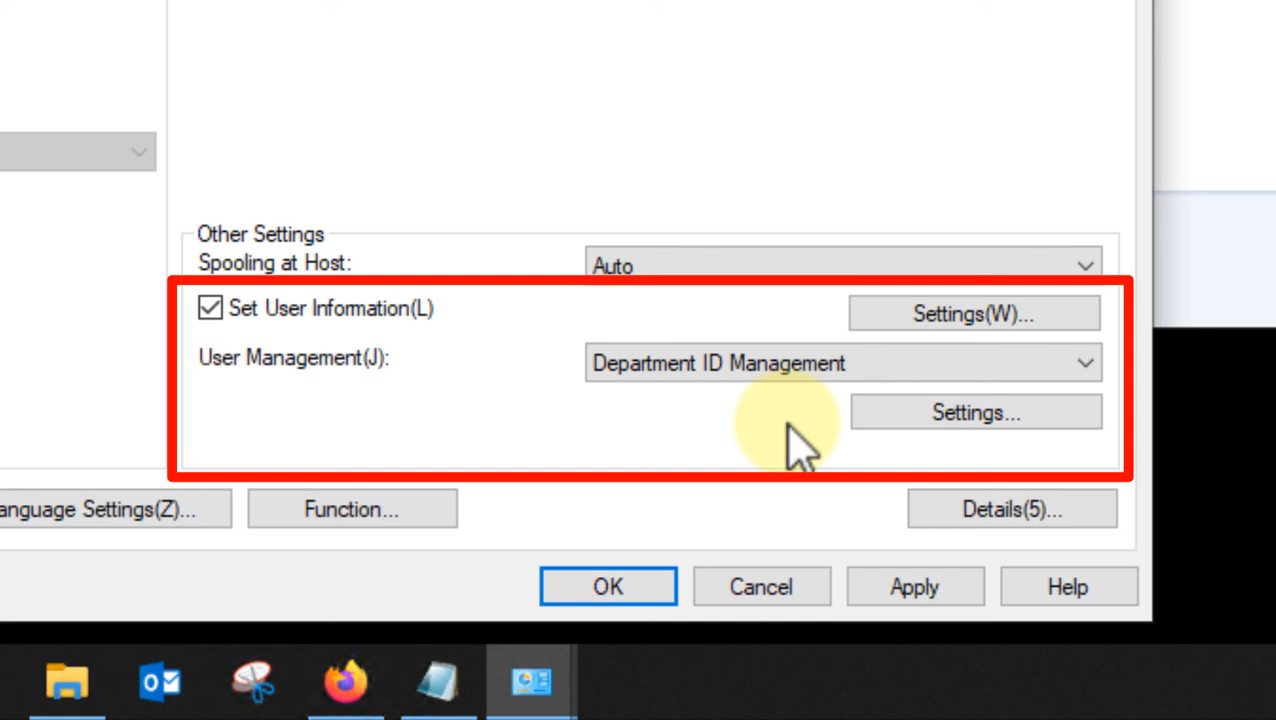 Other Settings
Spooling at Host:
Auto
Set User Information(L)
Settings(W)...
User Management(J):
Department ID Management
Settings...
anguage Settings(Z)...
Function...
Details(5)...
OK
Cancel
Apply
Help